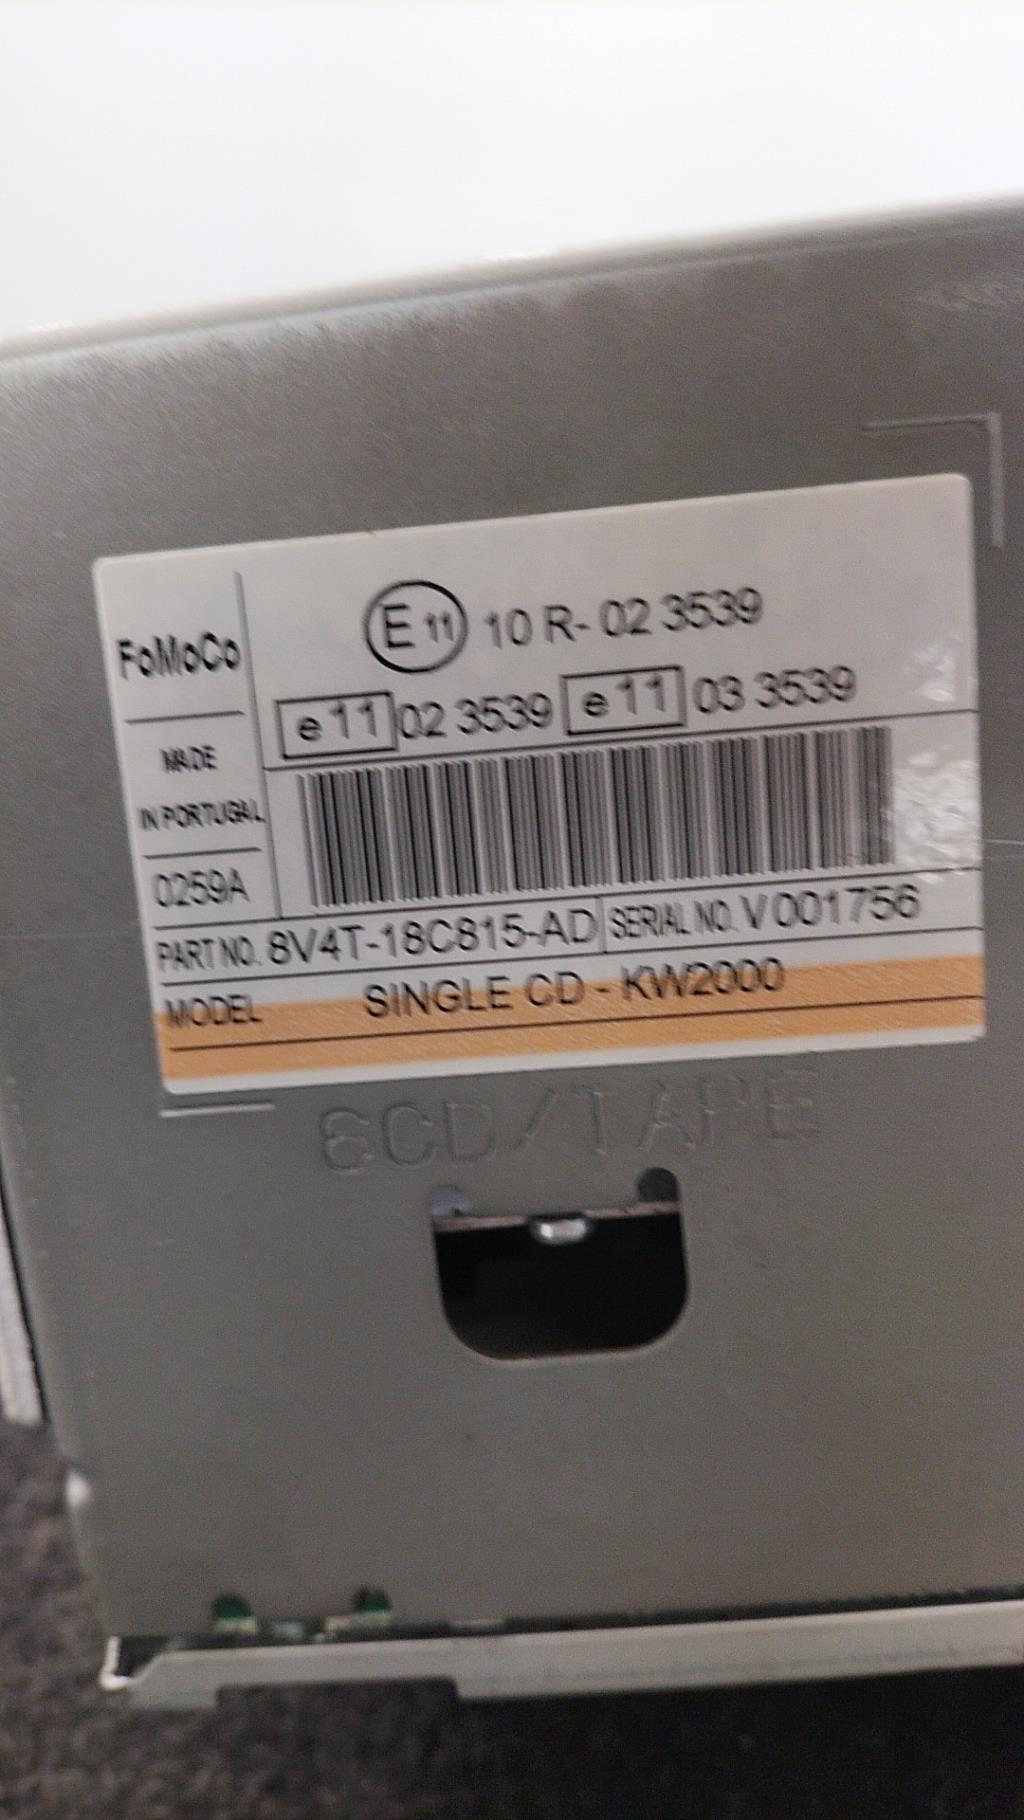 FoMoCo
E 11 10 R- 02 3539
e 11 02 3539 e 11 03 3539
MADE
IN PORTUGAL
0259A
PART NO. 8V4T-18C815-AD SERIAL NO. V001756
MODEL SINGLE CD - KW2000
6CD/TAPE